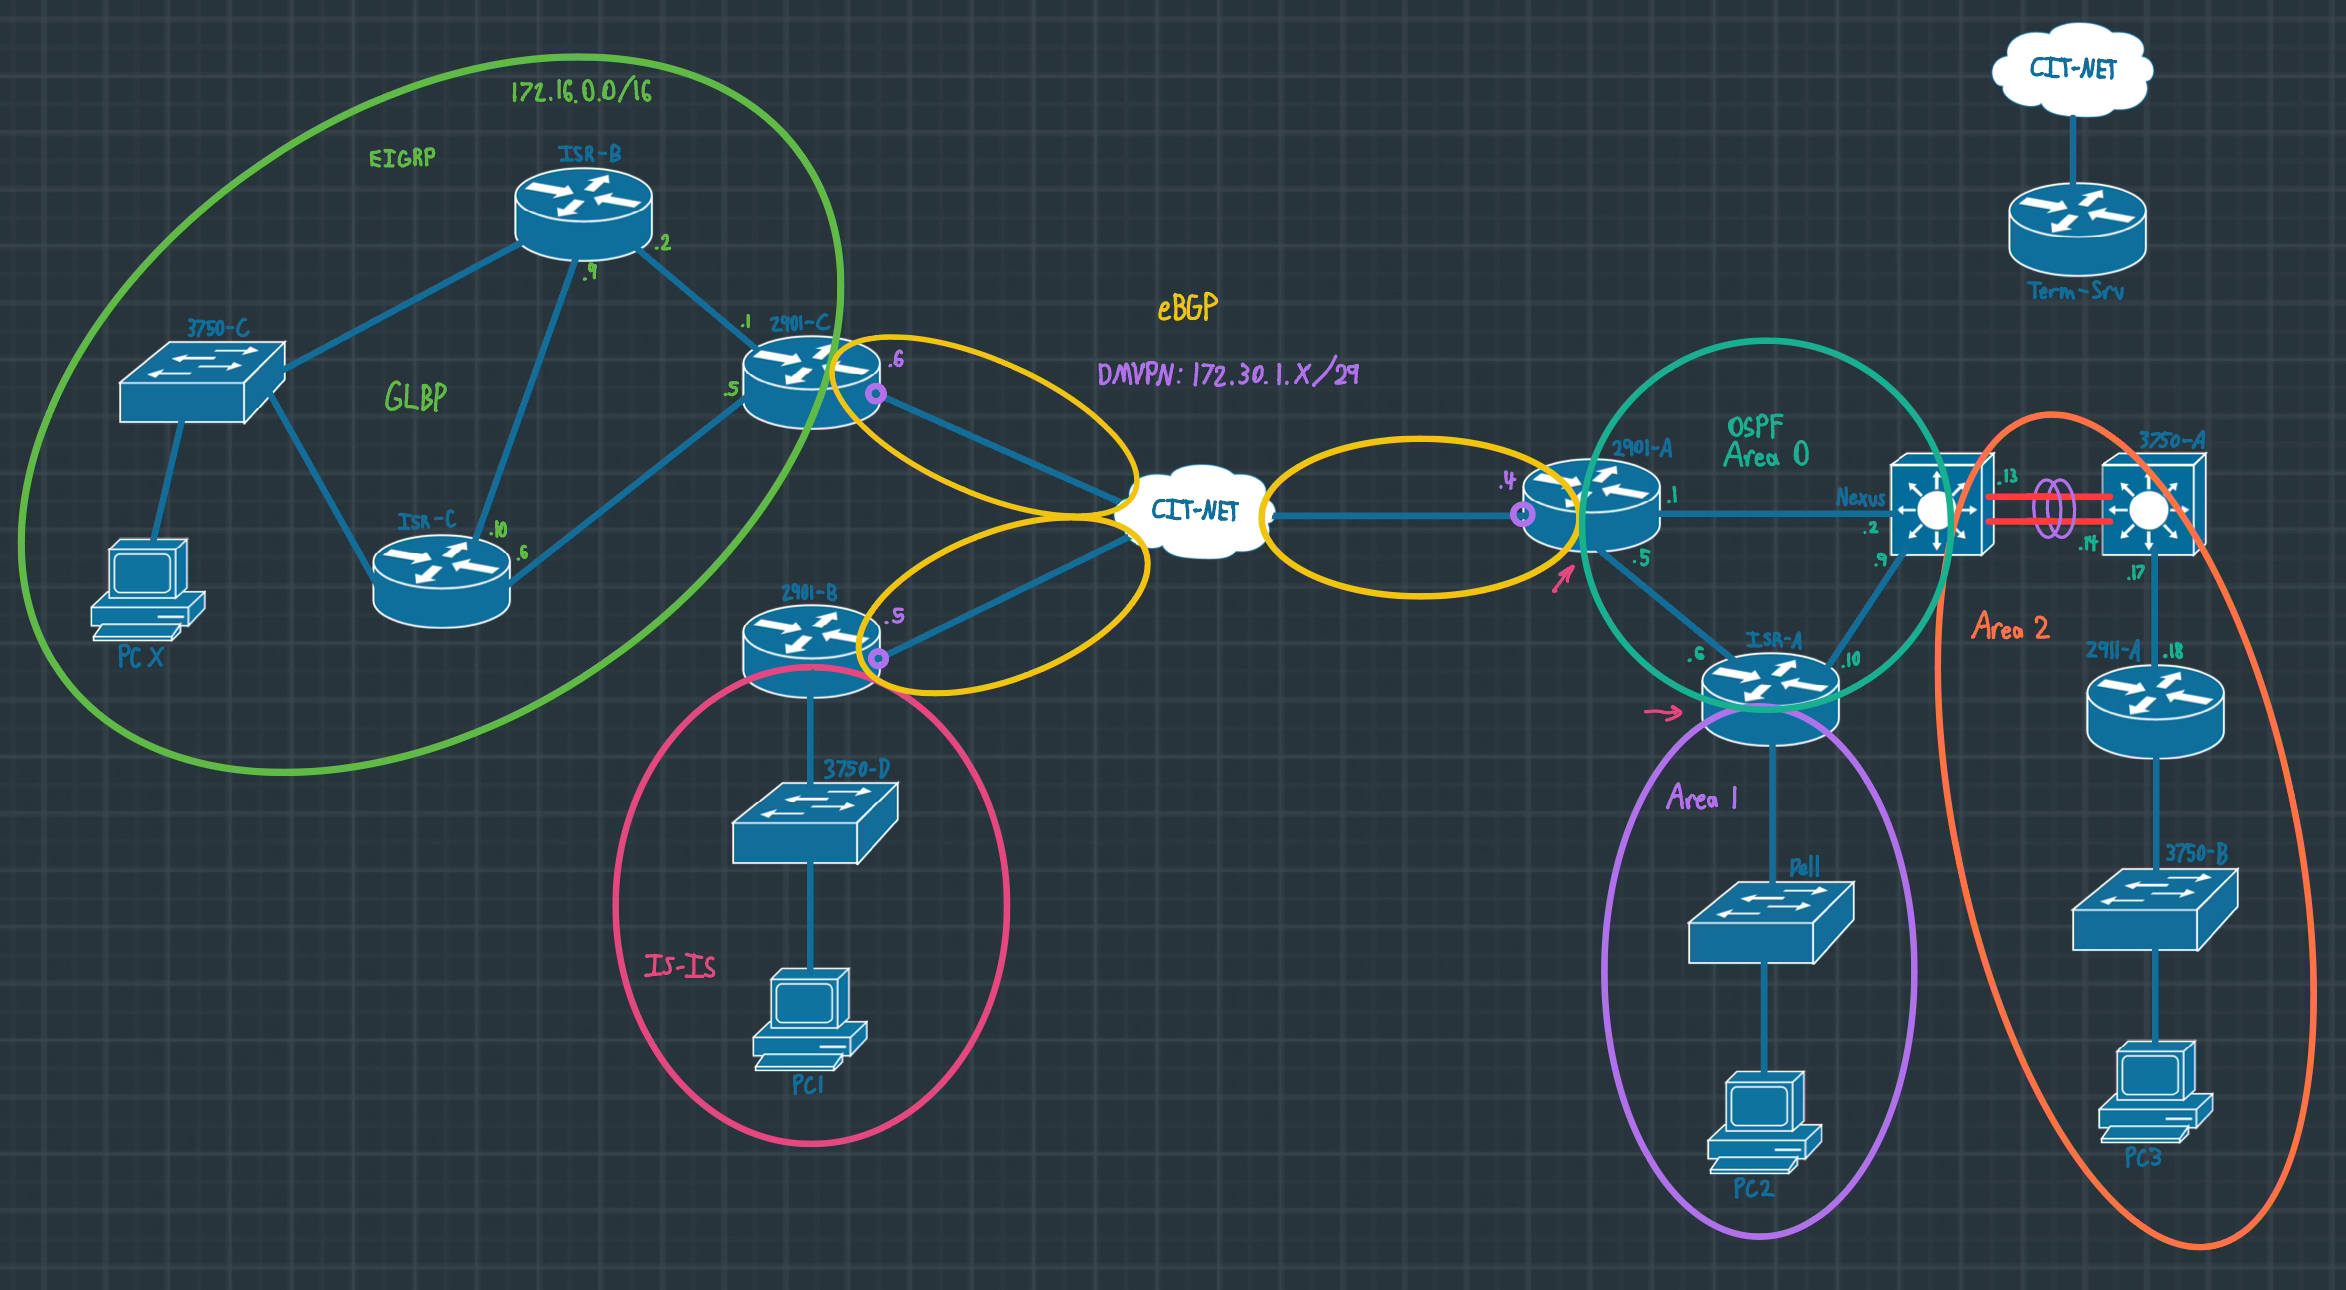 CIT-NET
172.16.0.0/16
EIGRP
ISR-B
.2
.9
Term-Srv
eBGP
.1
2901-C
3750-C
.6
DMVPN: 172.30.1.X/29
.5
GLBP
OSPF
Area 0
2901-A
3750-A
.4
.1
Nexus
.13
CIT-NET
ISR-C
.10
.6
.2
.14
.5
.9
.17
2901-B
.5
Area 2
ISR-A
.6
.10
2911-A
.18
PC X
3750-D
Area 1
Dell
3750-B
IS-IS
PC1
PC3
PC2